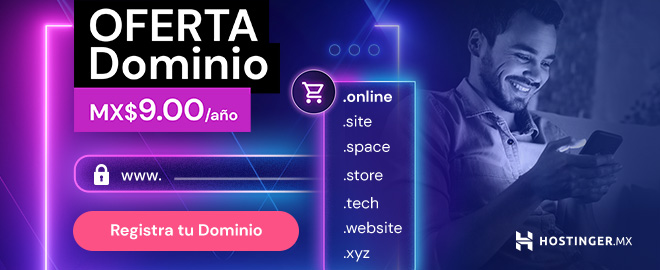 OFERTA
Dominio
MX$9.00/año
www.
Registra tu Dominio
.online
.site
.space
.store
.tech
.website
.xyz
HOSTINGER.MX